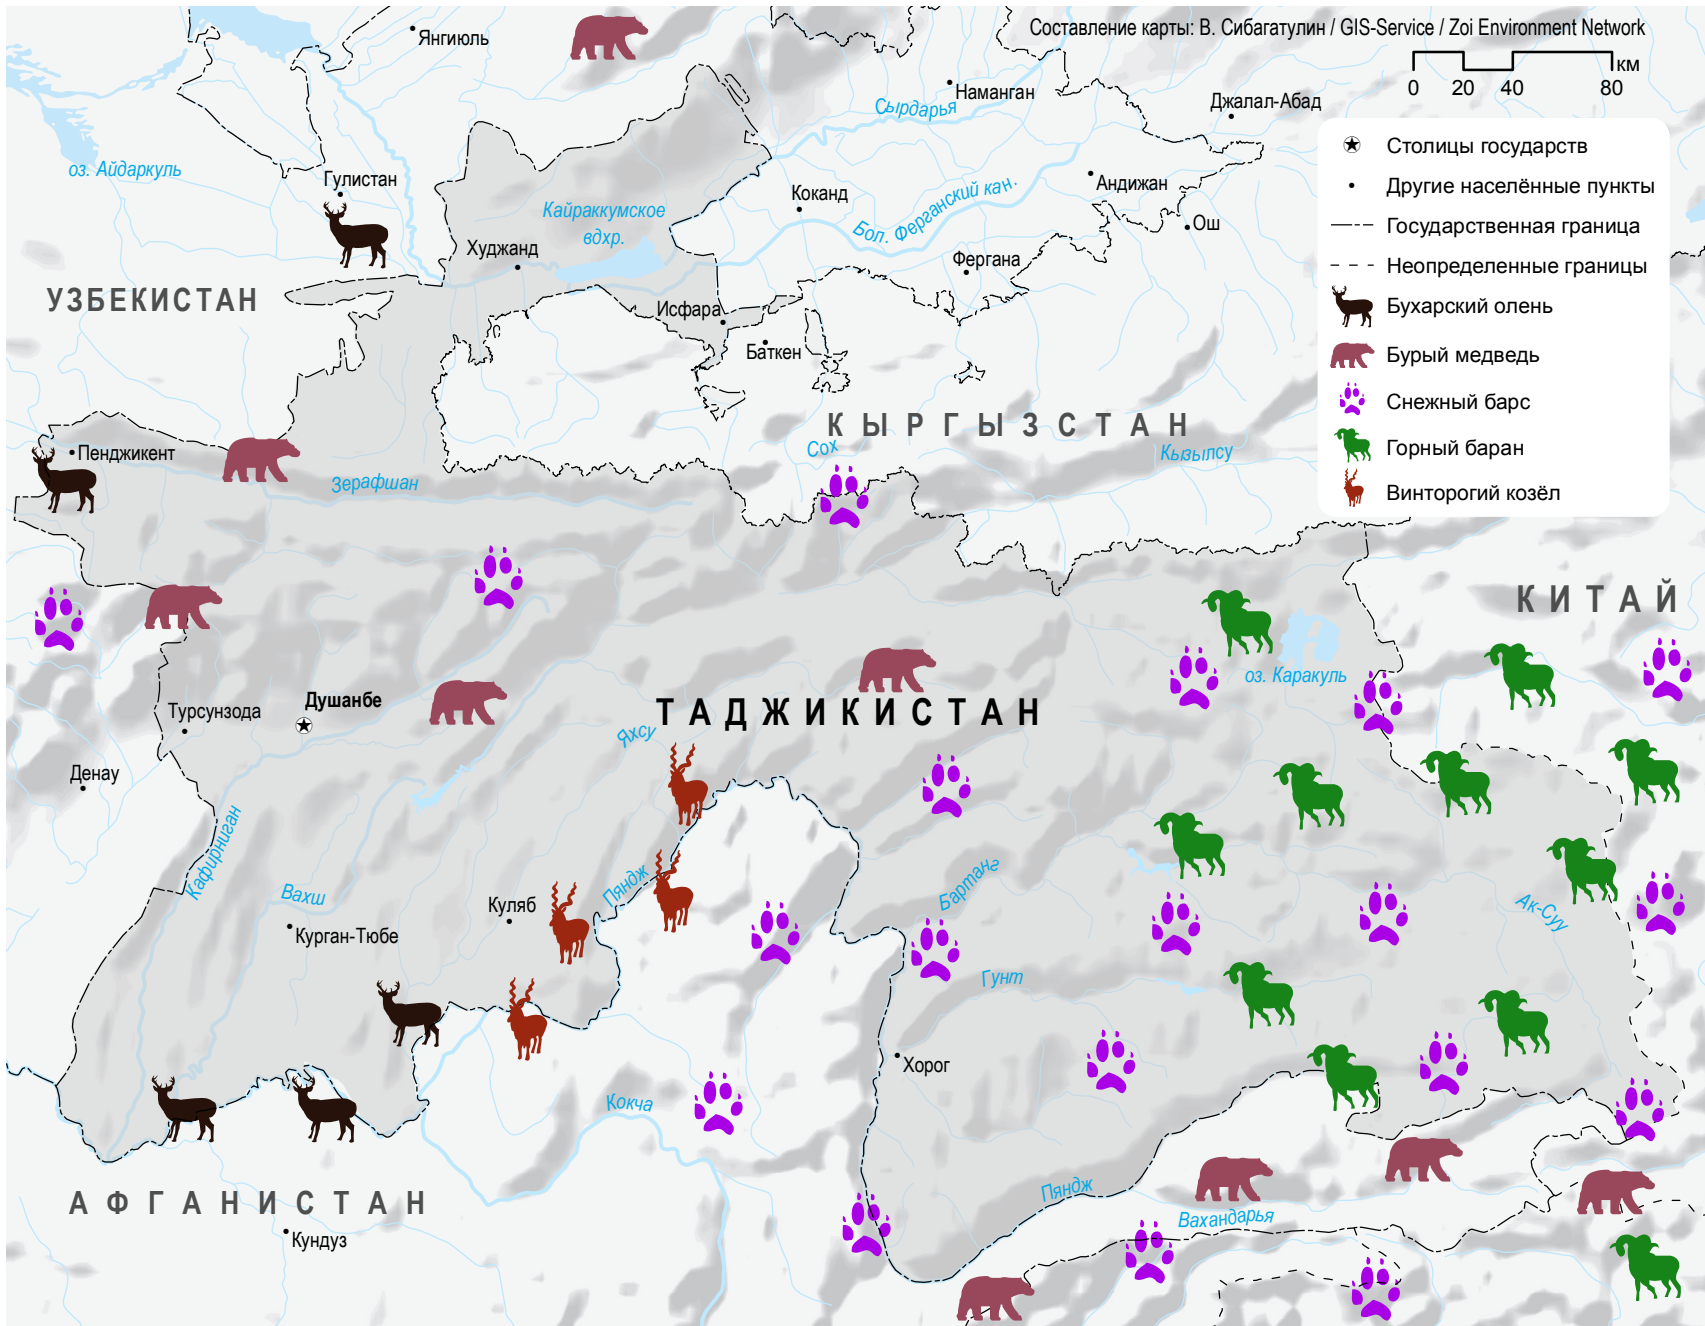 Составление карты: В. Сибагатулин / GIS-Service / Zoi Environment Network
км
0 20 40 80
Столицы государств
Другие населённые пункты
Государственная граница
Неопределенные границы
Бухарский олень
Бурый медведь
Снежный барс
Горный баран
Винторогий козёл
Янгиюль
Наманган
Сырдарья
Джалал-Абад
оз. Айдаркуль
Гулистан
Коканд
Андижан
Бол. Ферганский кан.
Кайраккумское
вдхр.
Ош
Худжанд
Фергана
УЗБЕКИСТАН
Исфара
Баткен
КЫРГЫЗСТАН
Сох
Кызылсу
Пенджикент
Зерафшан
КИТАЙ
оз. Каракуль
Душанбе
Турсунзода
ТАДЖИКИСТАН
Яхсу
Денау
Кафирниган
Вахш
Куляб
Пяндж
Бартанг
Ак-Суу
Курган-Тюбе
Гунт
Хорог
Кокча
АФГАНИСТАН
Пяндж
Вахандарья
Кундуз